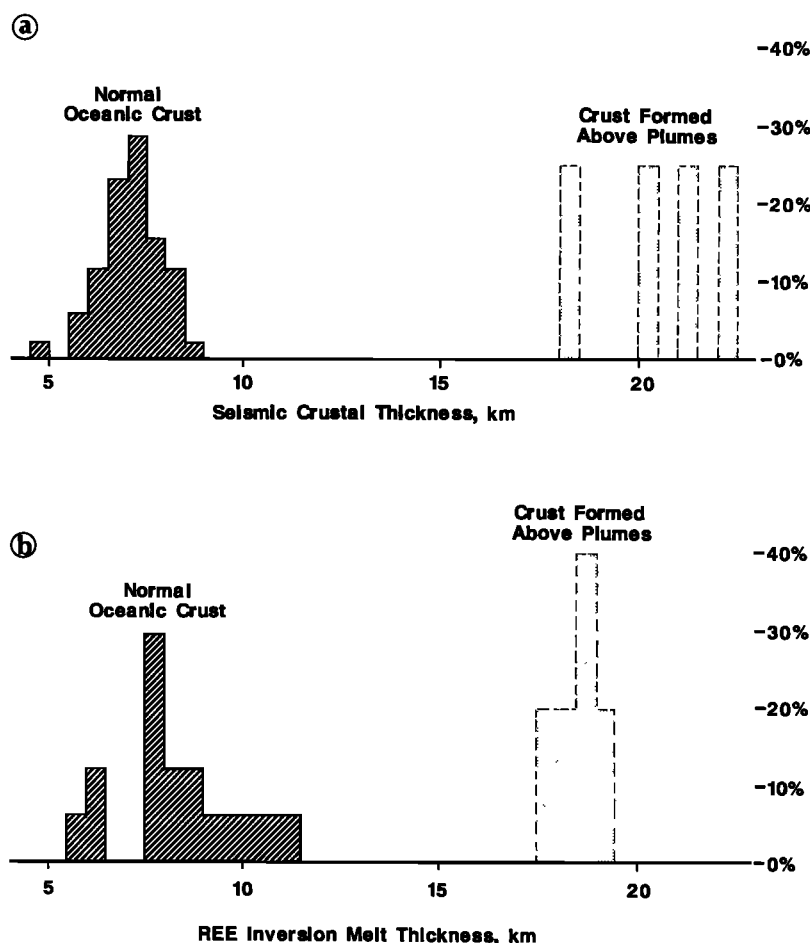 a
-40%
Normal
Oceanic Crust
Crust Formed
Above Plumes
-30%
-20%
-10%
-0%
5 10 15 20
Seismic Crustal Thickness, km
b
Crust Formed
Above Plumes
-40%
Normal
Oceanic Crust
-30%
-20%
-10%
-0%
5 10 15 20
REE Inversion Melt Thickness, km